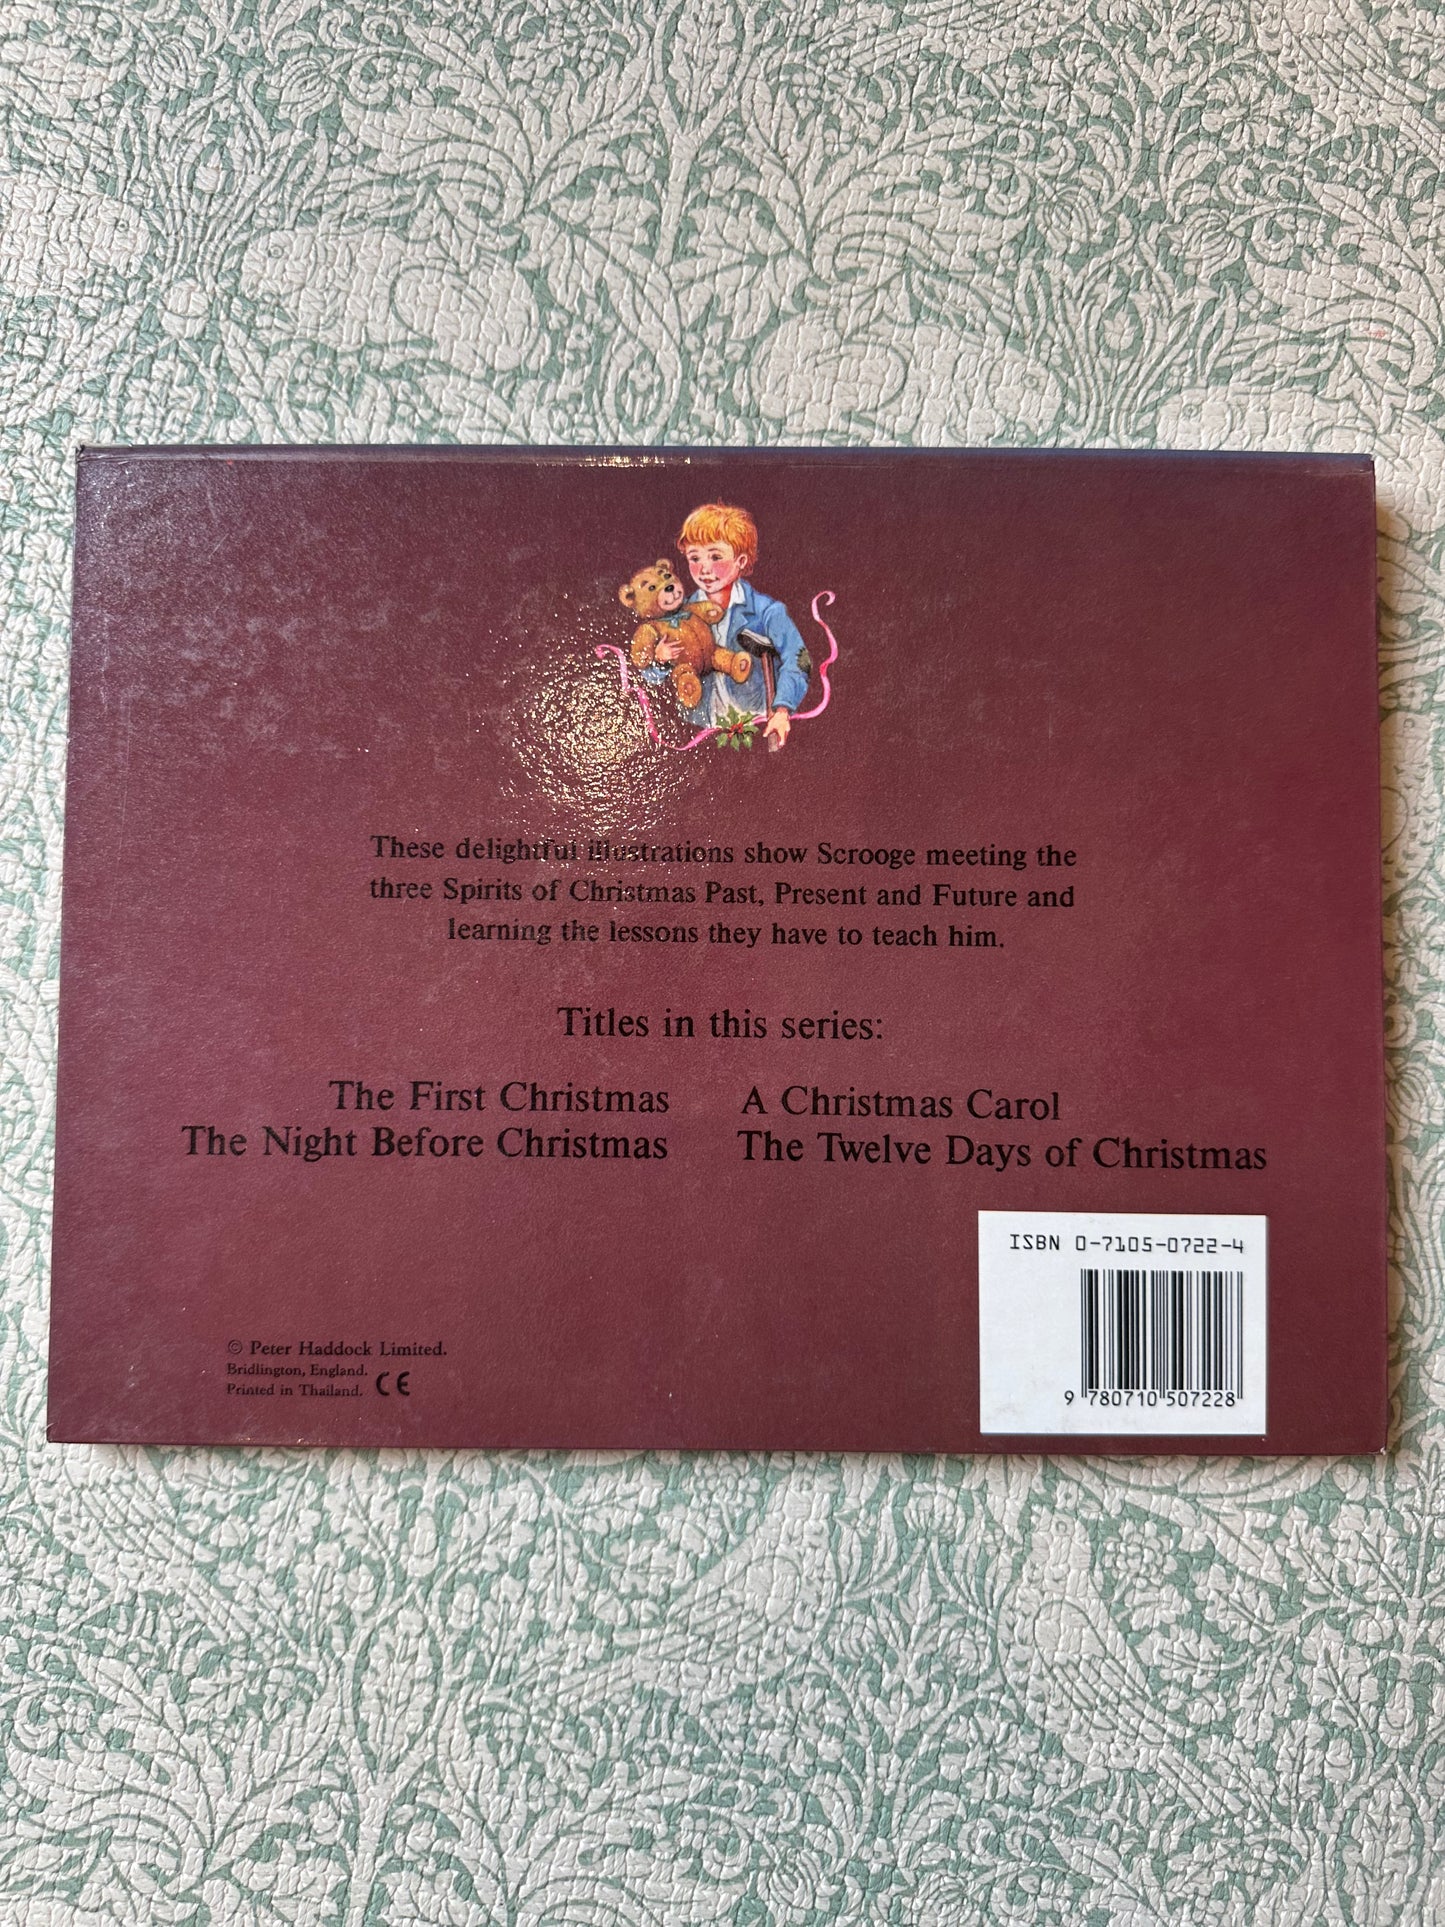 These delightful illustrations show Scrooge meeting the
three Spirits of Christmas Past, Present and Future and
learning the lessons they have to teach him.
Titles in this series:
The First Christmas
The Night Before Christmas
A Christmas Carol
The Twelve Days of Christmas
ISBN 0-7105-0722-4
9 780710 507228
© Peter Haddock Limited.
Bridlington, England.
Printed in Thailand. CE